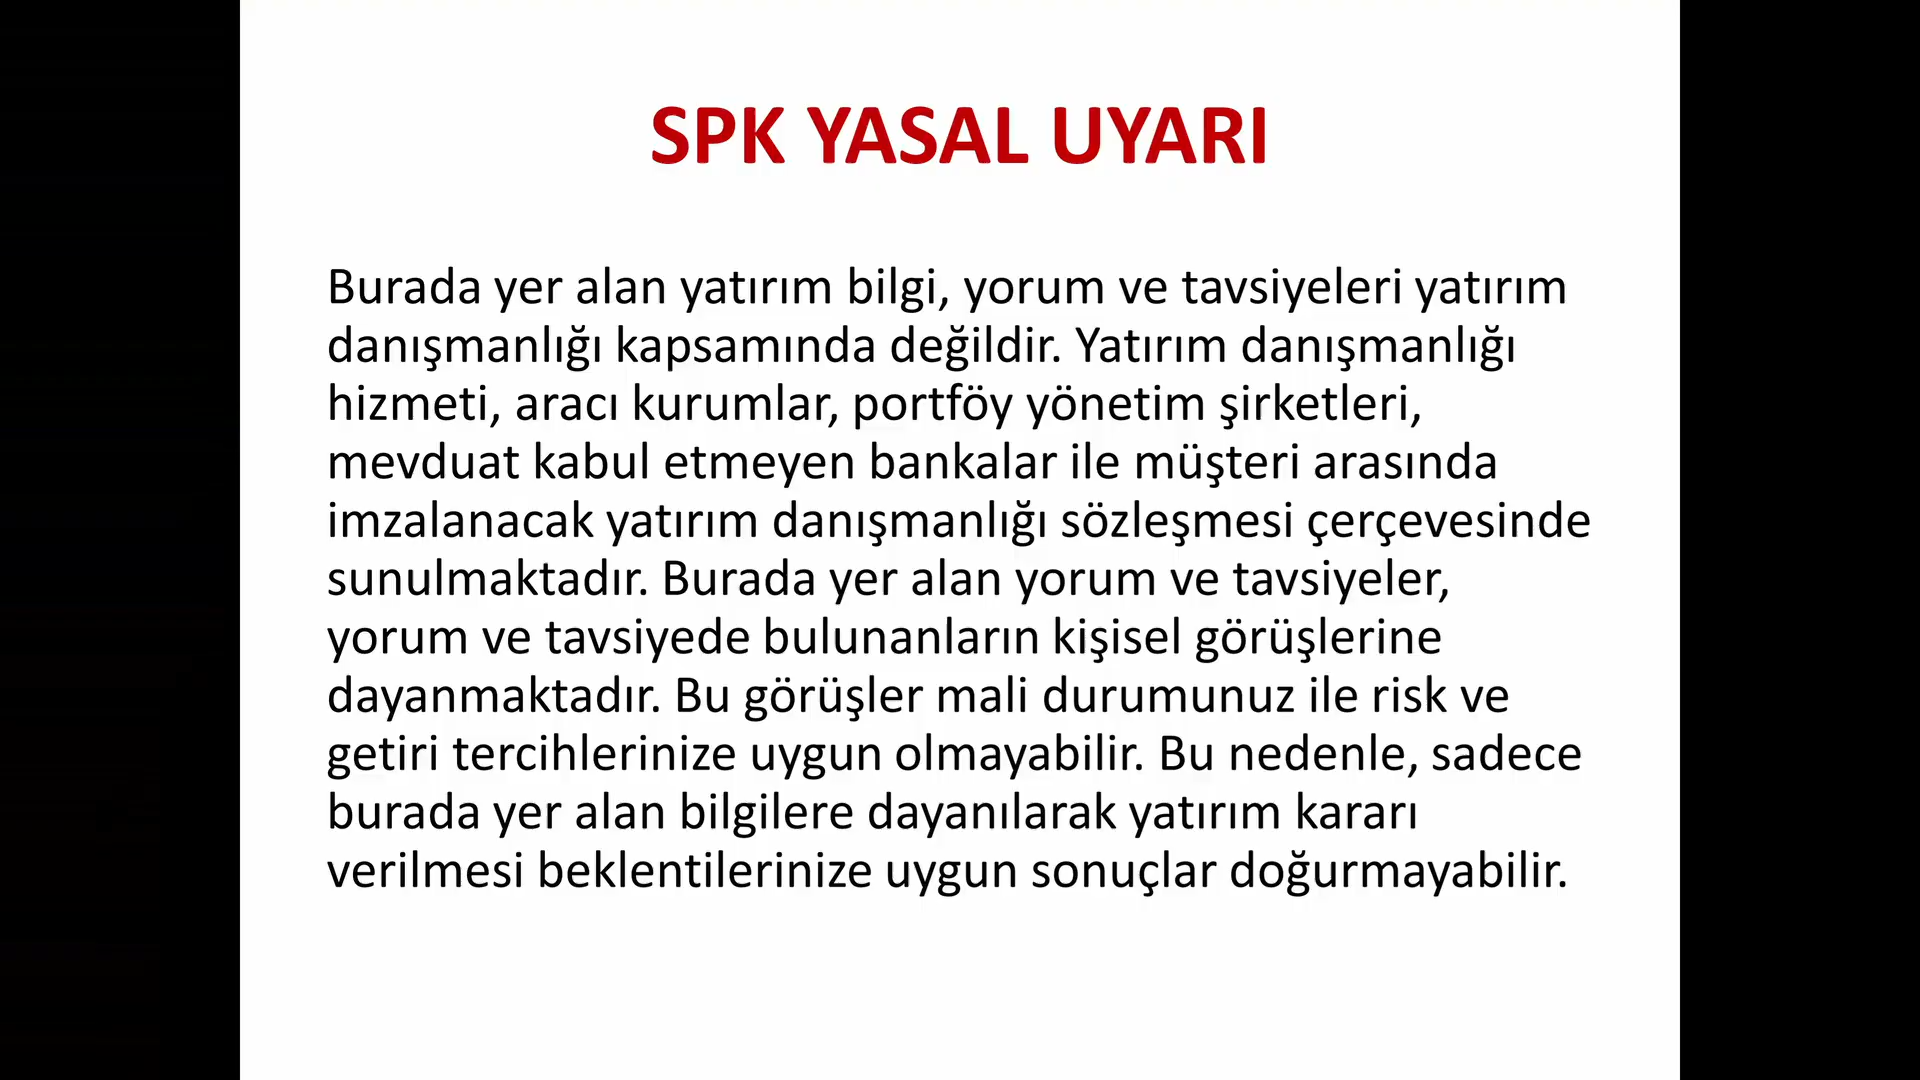 SPK YASAL UYARI
Burada yer alan yatırım bilgi, yorum ve tavsiyeleri yatırım
danışmanlığı kapsamında değildir. Yatırım danışmanlığı
hizmeti, aracı kurumlar, portföy yönetim şirketleri,
mevduat kabul etmeyen bankalar ile müşteri arasında
imzalanacak yatırım danışmanlığı sözleşmesi çerçevesinde
sunulmaktadır. Burada yer alan yorum ve tavsiyeler,
yorum ve tavsiyede bulunanların kişisel görüşlerine
dayanmaktadır. Bu görüşler mali durumunuz ile risk ve
getiri tercihlerinize uygun olmayabilir. Bu nedenle, sadece
burada yer alan bilgilere dayanılarak yatırım kararı
verilmesi beklentilerinize uygun sonuçlar doğurmayabilir.